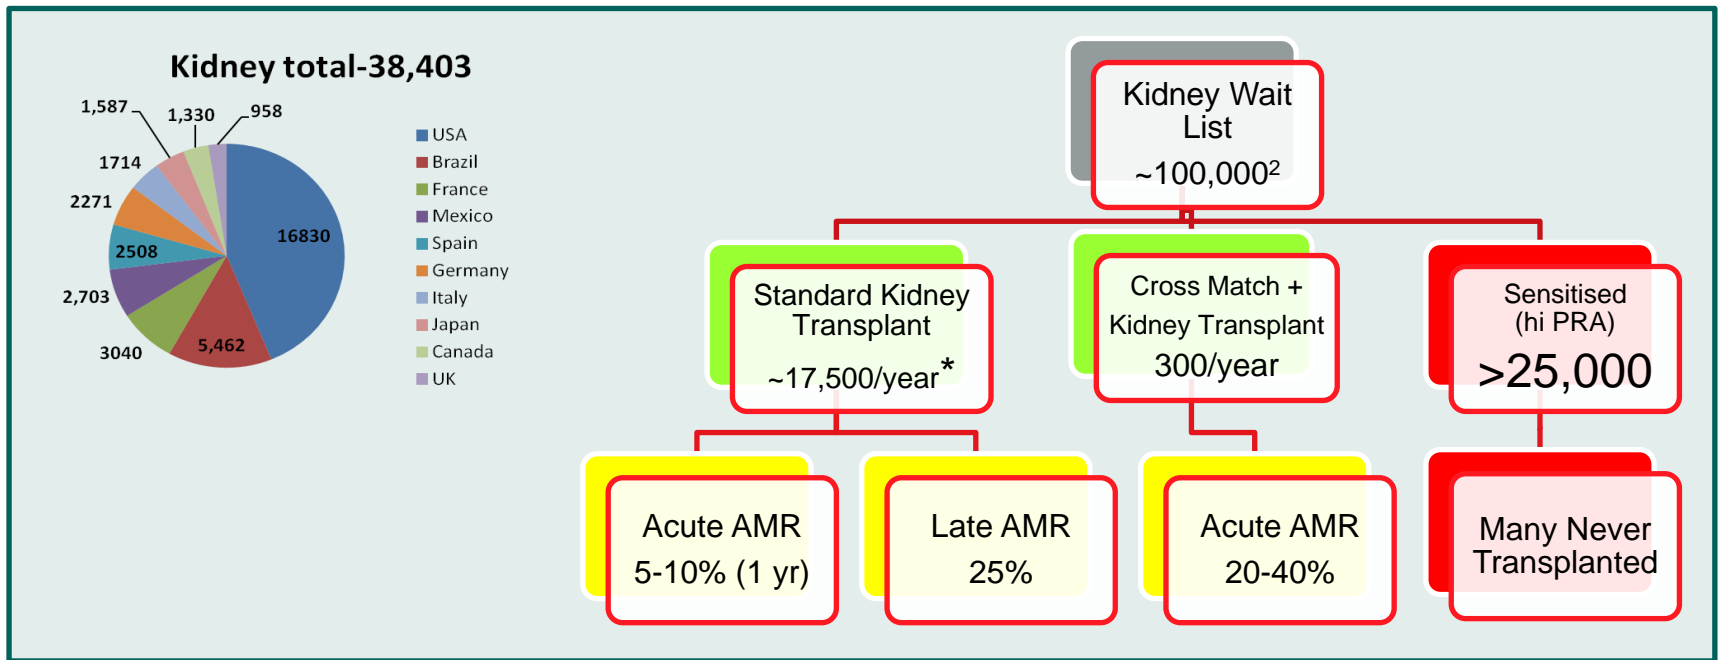 Kidney total-38,403
1,587
1,330
958
1714
2271
2508
2,703
3040
5,462
16830
USA
Brazil
France
Mexico
Spain
Germany
Italy
Japan
Canada
UK
Kidney Wait
List
~100,000²
Standard Kidney
Transplant
~17,500/year*
Cross Match +
Kidney Transplant
300/year
Sensitised
(hi PRA)
>25,000
Acute AMR
5-10% (1 yr)
Late AMR
25%
Acute AMR
20-40%
Many Never
Transplanted